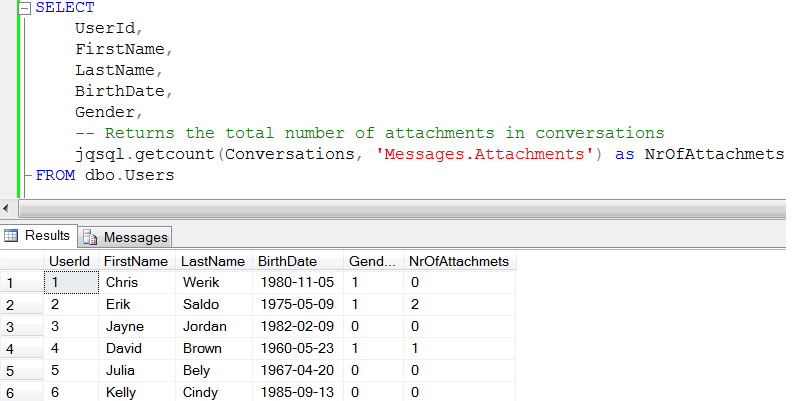 SELECT
UserId,
FirstName,
LastName,
BirthDate,
Gender,
-- Returns the total number of attachments in conversations
jqsql.getcount(Conversations, 'Messages.Attachments') as NrOfAttachmets
FROM dbo.Users
Results Messages
UserId FirstName LastName BirthDate Gend... NrOfAttachmets
1 1 Chris Werik 1980-11-05 1 0
2 2 Erik Saldo 1975-05-09 1 2
3 3 Jayne Jordan 1982-02-09 0 0
4 4 David Brown 1960-05-23 1 1
5 5 Julia Bely 1967-04-20 0 0
6 6 Kelly Cindy 1985-09-13 0 0